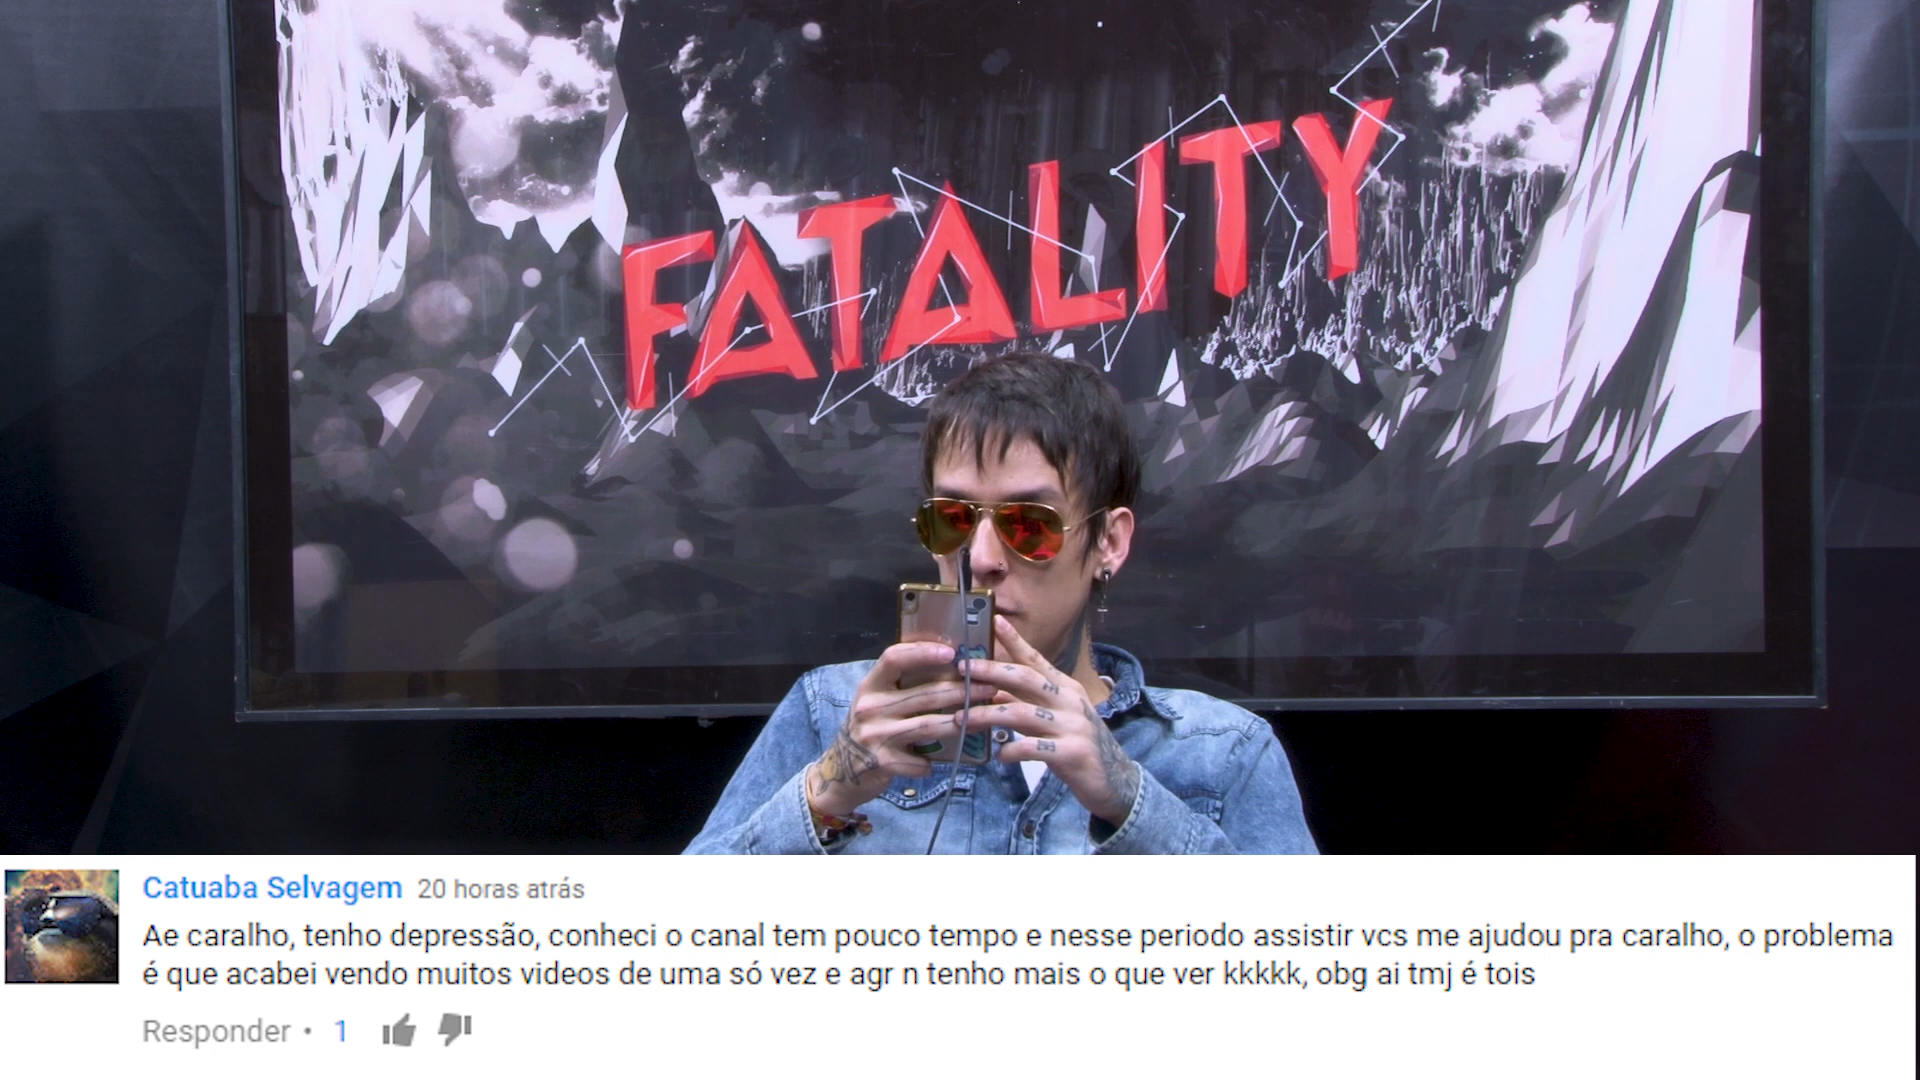 FATALITY
Catuaba Selvagem 20 horas atrás
Ae caralho, tenho depressão, conheci o canal tem pouco tempo e nesse periodo assistir vcs me ajudou pra caralho, o problema
é que acabei vendo muitos videos de uma só vez e agr n tenho mais o que ver kkkkk, obg ai tmj é tois
Responder • 1